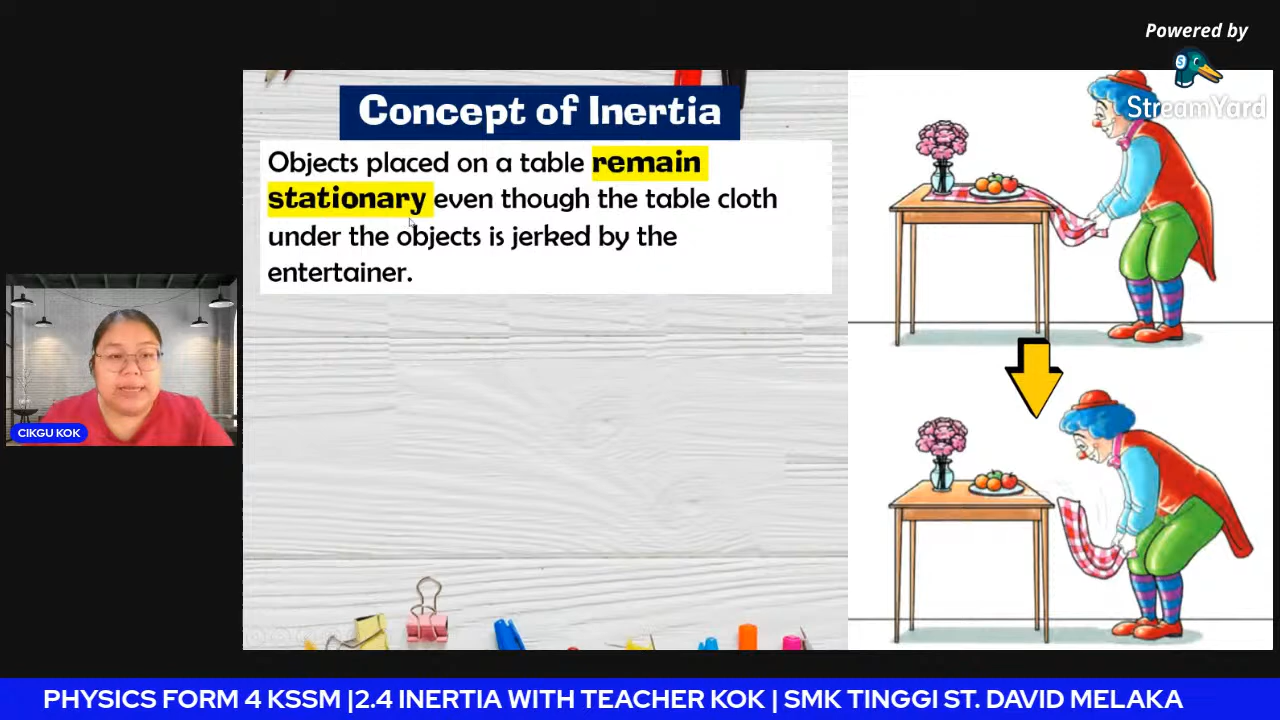 Powered by
StreamYard
Concept of Inertia
Objects placed on a table remain
stationary even though the table cloth
under the objects is jerked by the
entertainer.
CIKGU KOK
PHYSICS FORM 4 KSSM |2.4 INERTIA WITH TEACHER KOK | SMK TINGGI ST. DAVID MELAKA